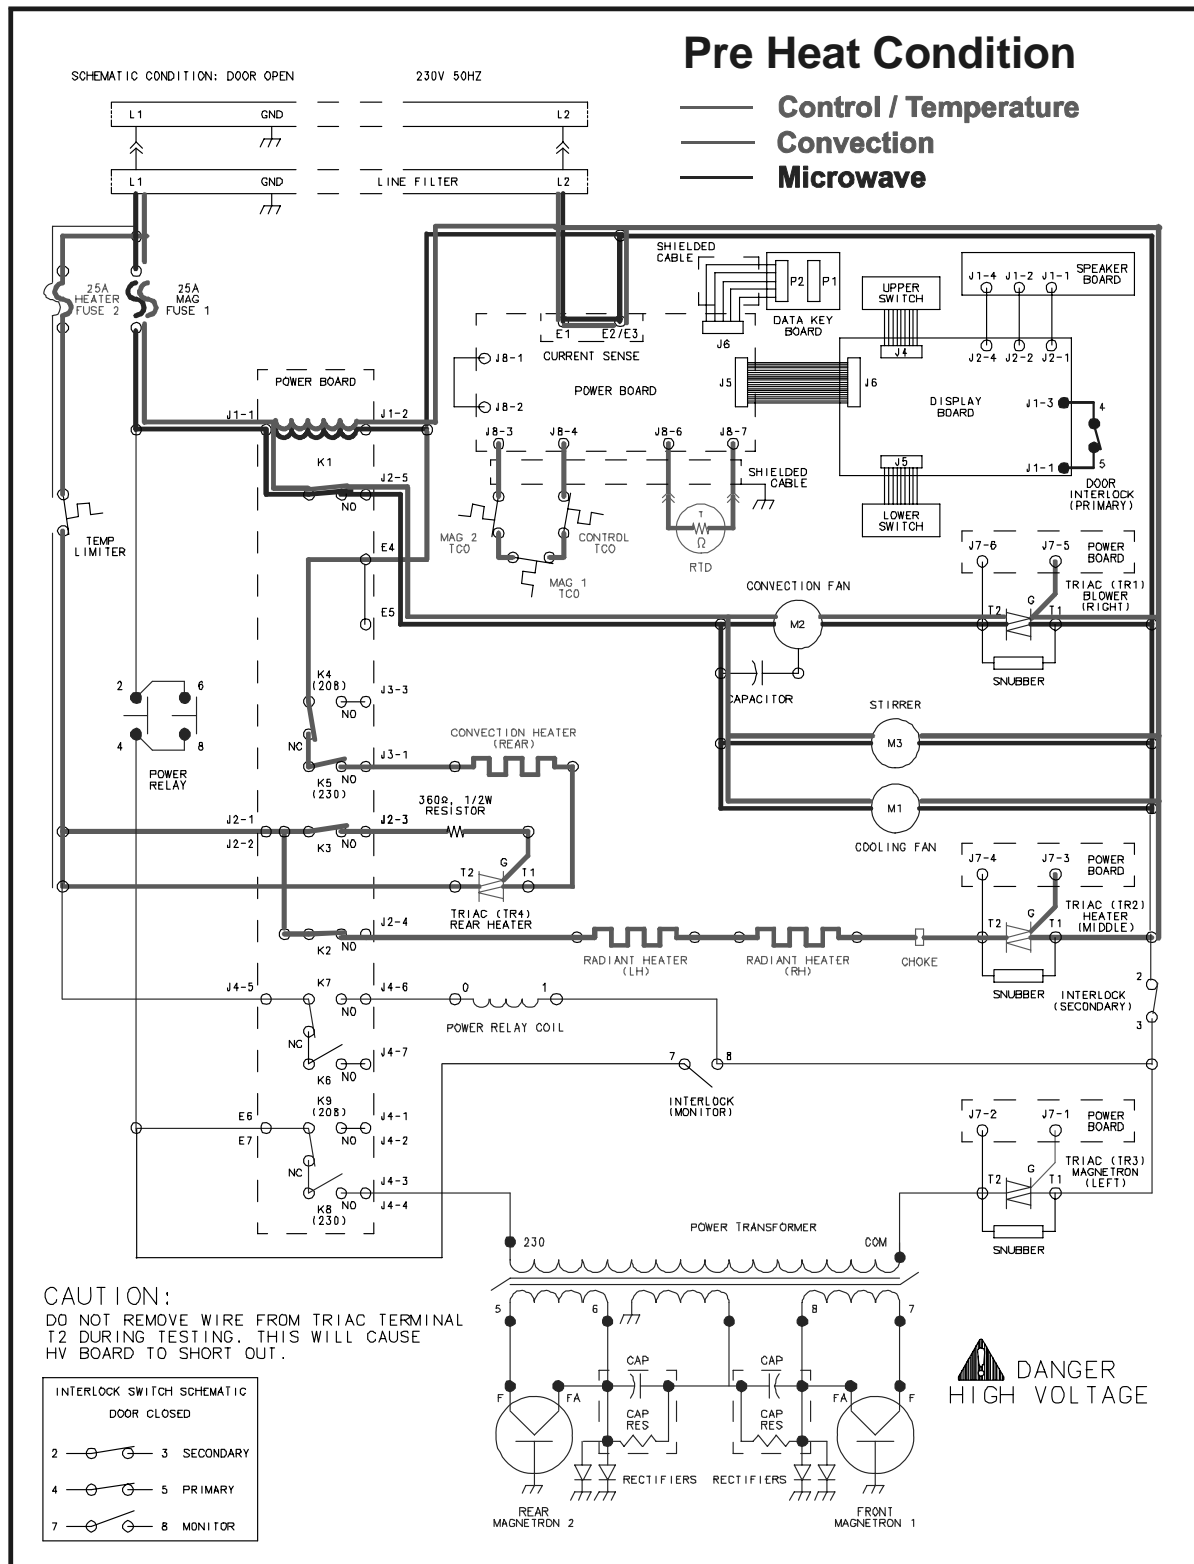 Pre Heat Condition
SCHEMATIC CONDITION: DOOR OPEN 230V 50HZ
Control / Temperature
Convection
Microwave
L1 GND L2
L1 GND LINE FILTER L2
SHIELDED
CABLE
P2 P1
DATA KEY
BOARD
J6
UPPER
SWITCH
J4
J1-4 J1-2 J1-1
SPEAKER
BOARD
J2-4 J2-2 J2-1
25A
HEATER
FUSE 2
25A
MAG
FUSE 1
E1 E2/E3
CURRENT SENSE
J8-1
POWER BOARD
J8-2
J5 J6
DISPLAY
BOARD
J1-3 4
J1-1 5
DOOR
INTERLOCK
(PRIMARY)
J5
LOWER
SWITCH
POWER BOARD
J1-1 J1-2
K1
J2-5
NO
J8-3 J8-4 J8-6 J8-7
SHIELDED
CABLE
MAG 2
TCO
CONTROL
TCO
MAG 1
TCO
T
Ω
RTD
TEMP
LIMITER
E4
E5
J7-6 J7-5
POWER
BOARD
TRIAC (TR1)
BLOWER
(RIGHT)
CONVECTION FAN
M2
T2 G T1
SNUBBER
CAPACITOR
2 6
4 8
POWER
RELAY
K4
(208)
NO
J3-3
NC
J3-1
K5
(230)
NO
CONVECTION HEATER
(REAR)
STIRRER
M3
M1
COOLING FAN
360Ω, 1/2W
RESISTOR
J2-1
J2-2
K3
NO
J2-3
T2 G T1
TRIAC (TR4)
REAR HEATER
J7-4 J7-3
POWER
BOARD
TRIAC (TR2)
HEATER
(MIDDLE)
T2 G T1
SNUBBER
J2-4
K2
NO
RADIANT HEATER
(LH)
RADIANT HEATER
(RH)
CHOKE
2
INTERLOCK
(SECONDARY)
3
J4-5
K7
NO
J4-6
0 1
POWER RELAY COIL
NC
J4-7
K6
NO
7 8
INTERLOCK
(MONITOR)
E6
E7
K9
(208)
NO
J4-1
J4-2
NC
J4-3
J4-4
K8
(230)
NO
J7-2 J7-1
POWER
BOARD
TRIAC (TR3)
MAGNETRON
(LEFT)
T2 G T1
SNUBBER
POWER TRANSFORMER
230 COM
5 6 8 7
CAUTION:
DO NOT REMOVE WIRE FROM TRIAC TERMINAL
T2 DURING TESTING. THIS WILL CAUSE
HV BOARD TO SHORT OUT.
CAP CAP
F FA FA F
CAP
RES
CAP
RES
RECTIFIERS RECTIFIERS
REAR
MAGNETRON 2
FRONT
MAGNETRON 1
DANGER
HIGH VOLTAGE
INTERLOCK SWITCH SCHEMATIC
DOOR CLOSED
2 3 SECONDARY
4 5 PRIMARY
7 8 MONITOR